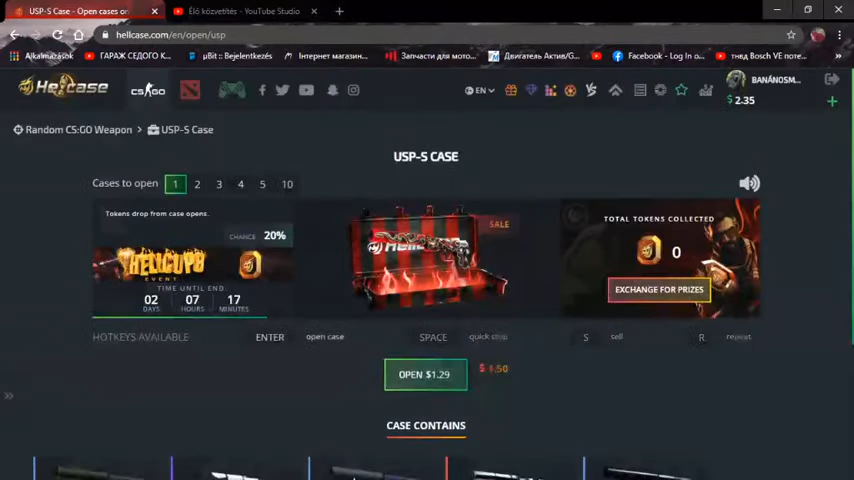 USP-S Case - Open cases on
Élő közvetítés - YouTube Studio
hellcase.com/en/open/usp
Alkalmazások
ГАРАЖ СЕДОГО К...
µBit :: Bejelentkezés
Інтернет магазин...
Запчасти для мото...
Двигатель Актив/G...
Facebook - Log In o...
тнвд Bosch VE поте...
Hellcase
CS:GO
EN
BANÁNOSM...
$ 2.35
Random CS:GO Weapon > USP-S Case
USP-S CASE
Cases to open 1 2 3 4 5 10
Tokens drop from case opens.
CHANCE 20%
HELLCUP8
EVENT
TIME UNTIL END
02 07 17
DAYS HOURS MINUTES
SALE
TOTAL TOKENS COLLECTED
0
EXCHANGE FOR PRIZES
HOTKEYS AVAILABLE ENTER open case SPACE quick stop S sell R repeat
OPEN $1.29
$ 1.50
CASE CONTAINS